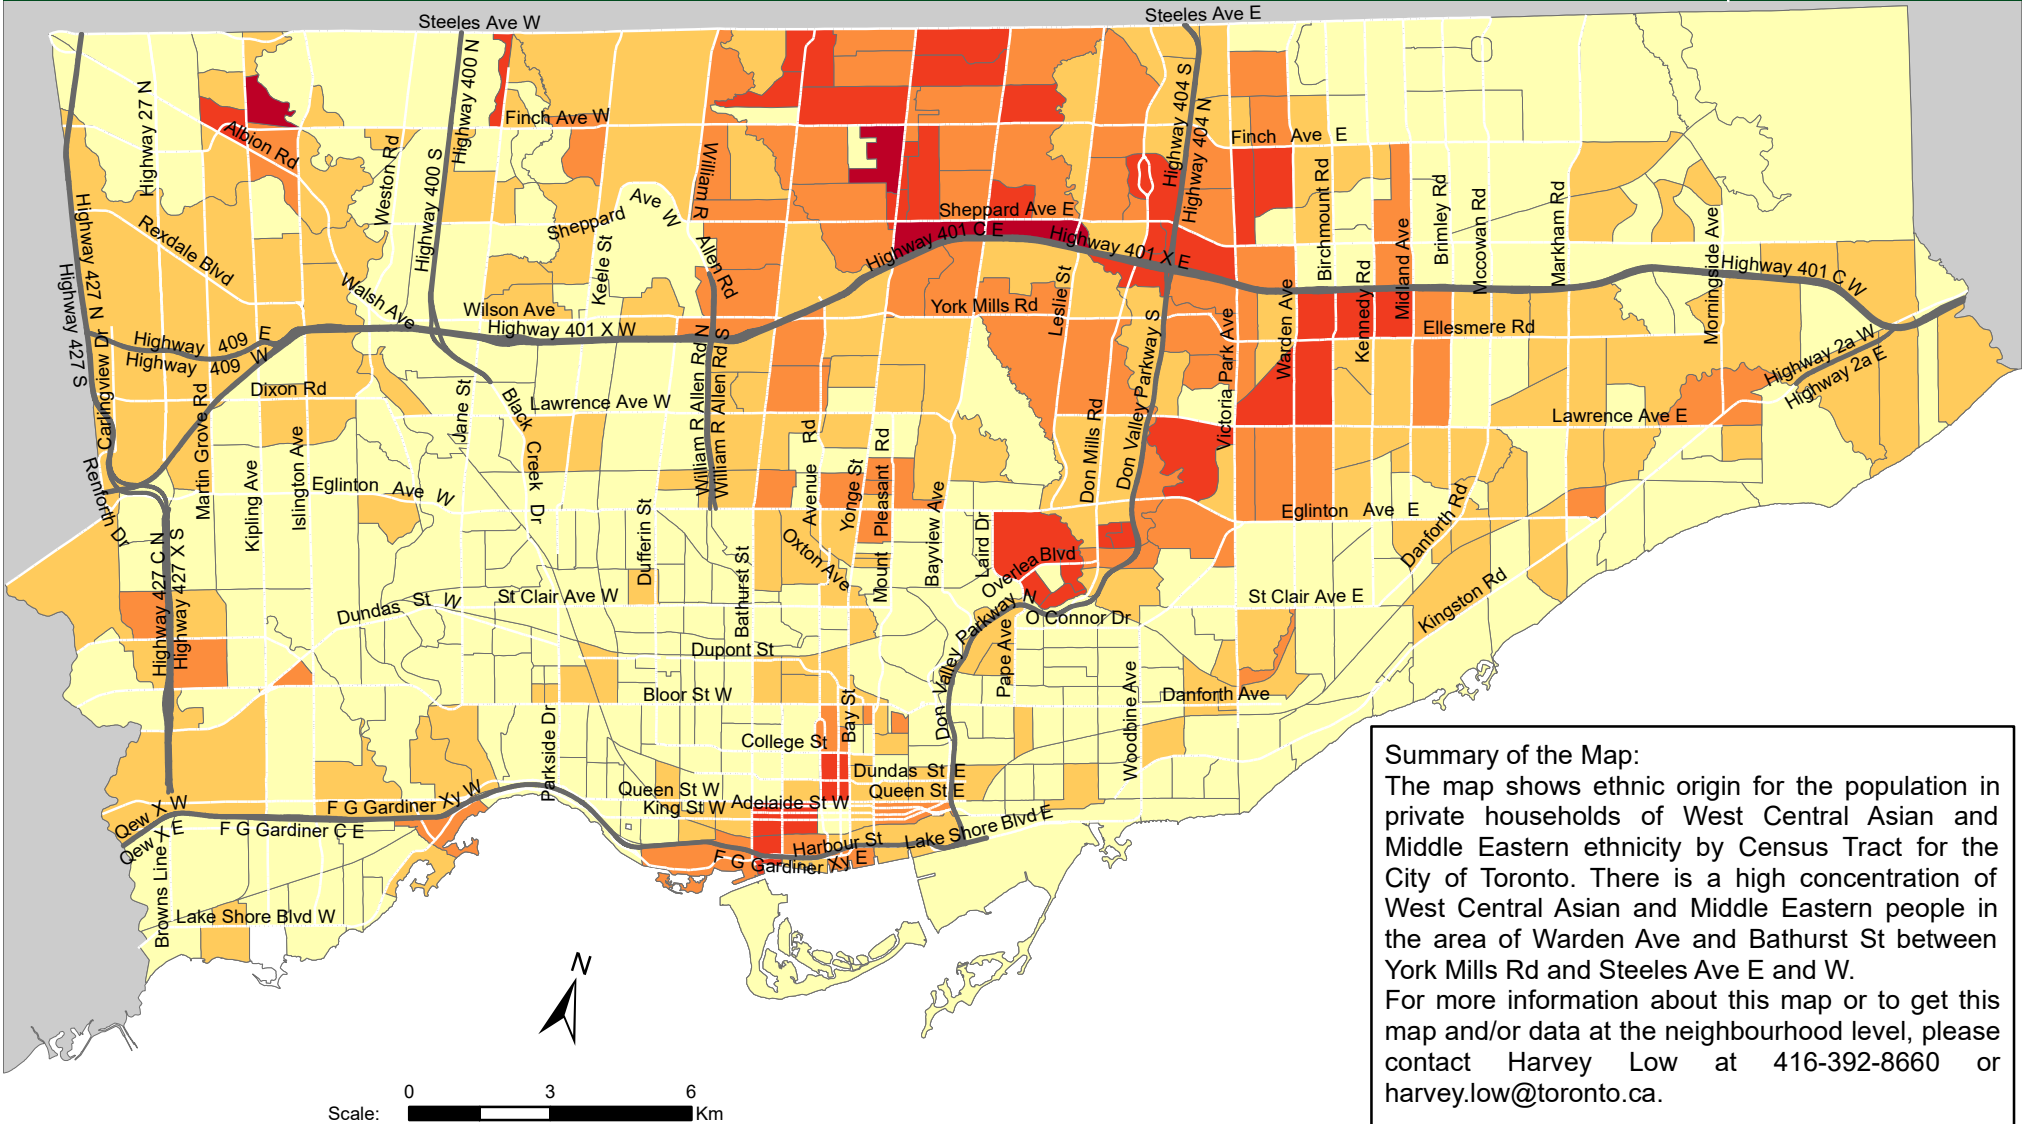 Steeles Ave W
Steeles Ave E
Highway 27 N
Highway 400 N
Highway 404 S
Highway 404 N
Finch Ave W
Finch Ave E
Albion Rd
Weston Rd
Highway 400 S
William R
Allen Rd
Birchmount Rd
Midland Ave
Brimley Rd
Mccowan Rd
Markham Rd
Morningside Ave
Sheppard Ave W
Sheppard Ave E
Keele St
Highway 427 N
Highway 427 S
Rexdale Blvd
Walsh Ave
Wilson Ave
Highway 401 X W
Highway 401 C E
Highway 401 X E
Highway 401 C W
Leslie St
York Mills Rd
Warden Ave
Kennedy Rd
Ellesmere Rd
Highway 2a W
Highway 2a E
Highway 409 E
Highway 409 W
Carlingview Dr
Martin Grove Rd
Dixon Rd
Jane St
Black Creek Dr
Lawrence Ave W
William R Allen Rd N
William R Allen Rd S
Avenue Rd
Yonge St
Mount Pleasant Rd
Bayview Ave
Don Mills Rd
Don Valley Parkway S
Victoria Park Ave
Lawrence Ave E
Renforth Dr
Kipling Ave
Islington Ave
Eglinton Ave W
Eglinton Ave E
Dufferin St
Bathurst St
Oxton Ave
Laird Dr
Overlea Blvd
Danforth Rd
Kingston Rd
Highway 427 C N
Highway 427 X S
Dundas St W
St Clair Ave W
St Clair Ave E
O Connor Dr
Don Valley Parkway N
Pape Ave
Dupont St
Bloor St W
Danforth Ave
Woodbine Ave
Parkside Dr
Bay St
College St
Dundas St E
Queen St W
Queen St E
King St W
Adelaide St W
Qew X W
Qew X E
F G Gardiner Xy W
F G Gardiner C E
Harbour St
Lake Shore Blvd E
F G Gardiner Xy E
Browns Line
Lake Shore Blvd W
N
0 3 6
Scale: Km
Summary of the Map:
The map shows ethnic origin for the population in
private households of West Central Asian and
Middle Eastern ethnicity by Census Tract for the
City of Toronto. There is a high concentration of
West Central Asian and Middle Eastern people in
the area of Warden Ave and Bathurst St between
York Mills Rd and Steeles Ave E and W.
For more information about this map or to get this
map and/or data at the neighbourhood level, please
contact Harvey Low at 416-392-8660 or
harvey.low@toronto.ca.